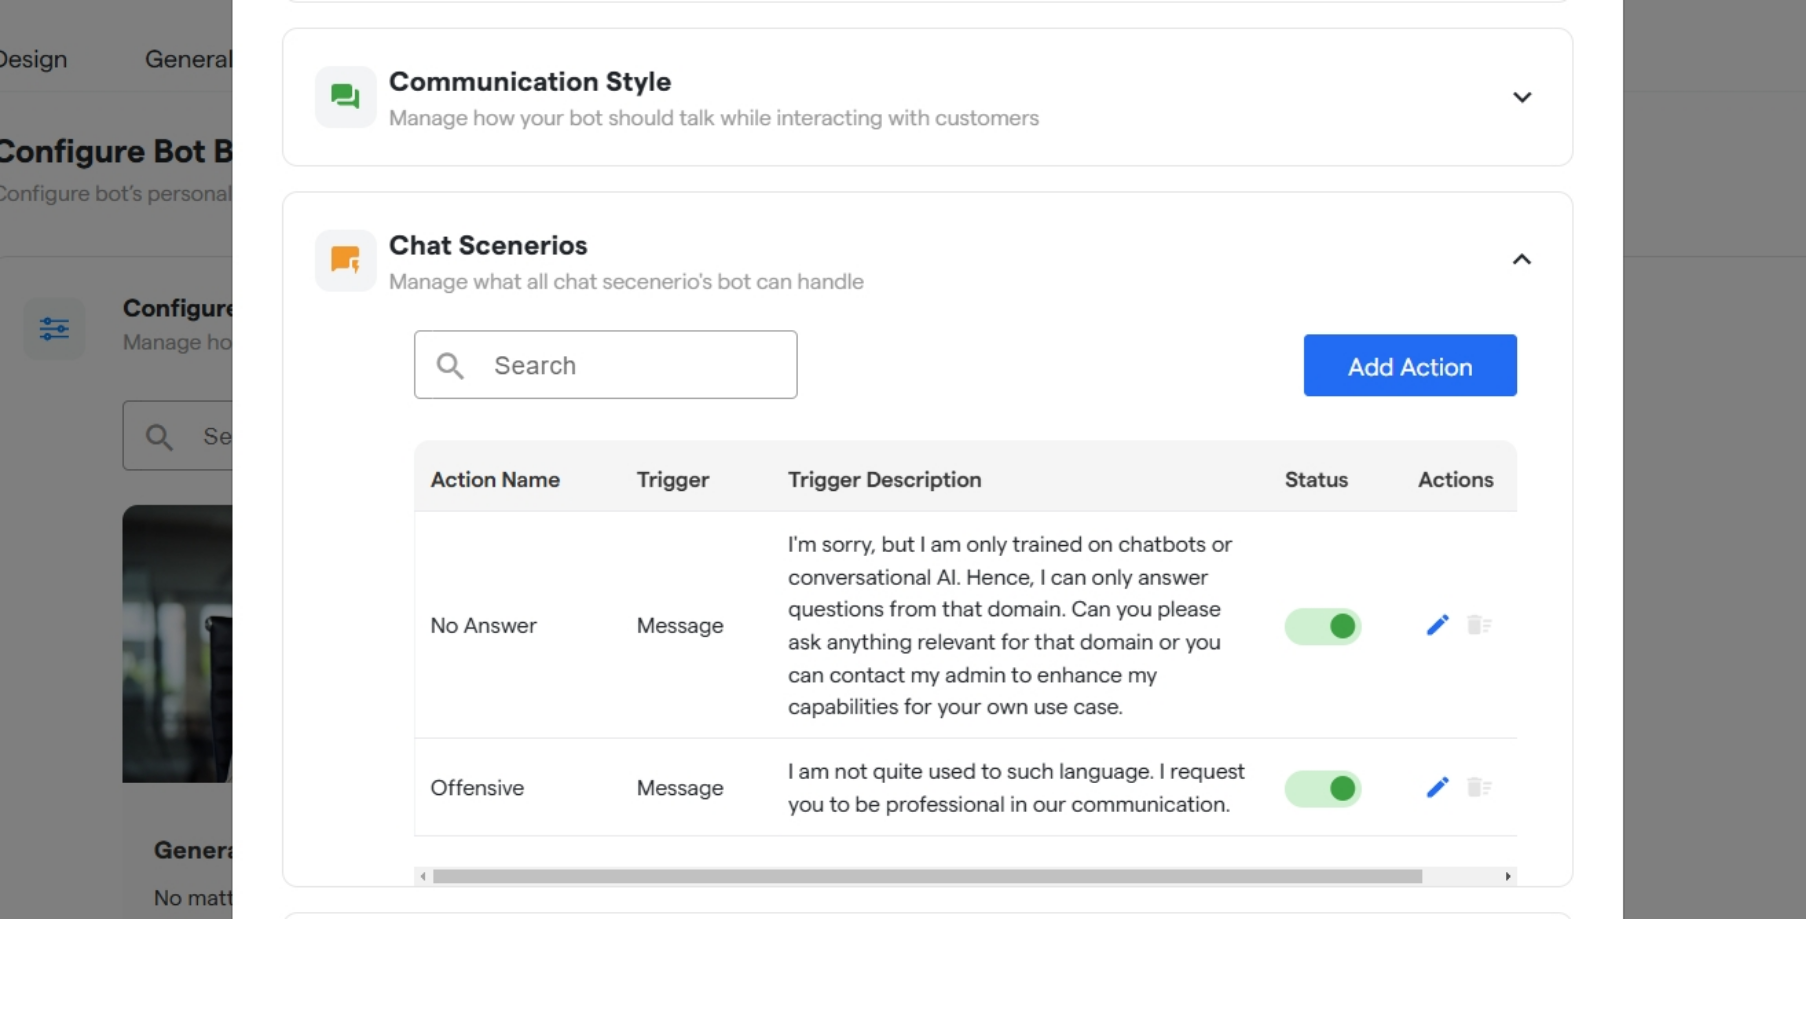 Design
General
Configure Bot B
Configure bot's personal
Configure
Manage ho
Se
Genera
No matt
Communication Style
Manage how your bot should talk while interacting with customers
Chat Scenerios
Manage what all chat secenerio's bot can handle
Search
Add Action
Action Name Trigger Trigger Description Status Actions
I'm sorry, but I am only trained on chatbots or
conversational AI. Hence, I can only answer
questions from that domain. Can you please
No Answer Message ask anything relevant for that domain or you
can contact my admin to enhance my
capabilities for your own use case.
Offensive Message I am not quite used to such language. I request
you to be professional in our communication.